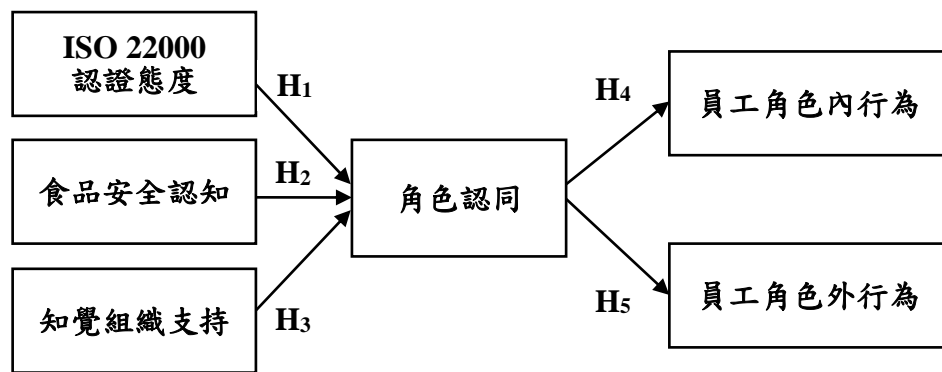 ISO 22000
認證態度
H1
食品安全認知
H2
知覺組織支持
H3
角色認同
H4
員工角色內行為
H5
員工角色外行為